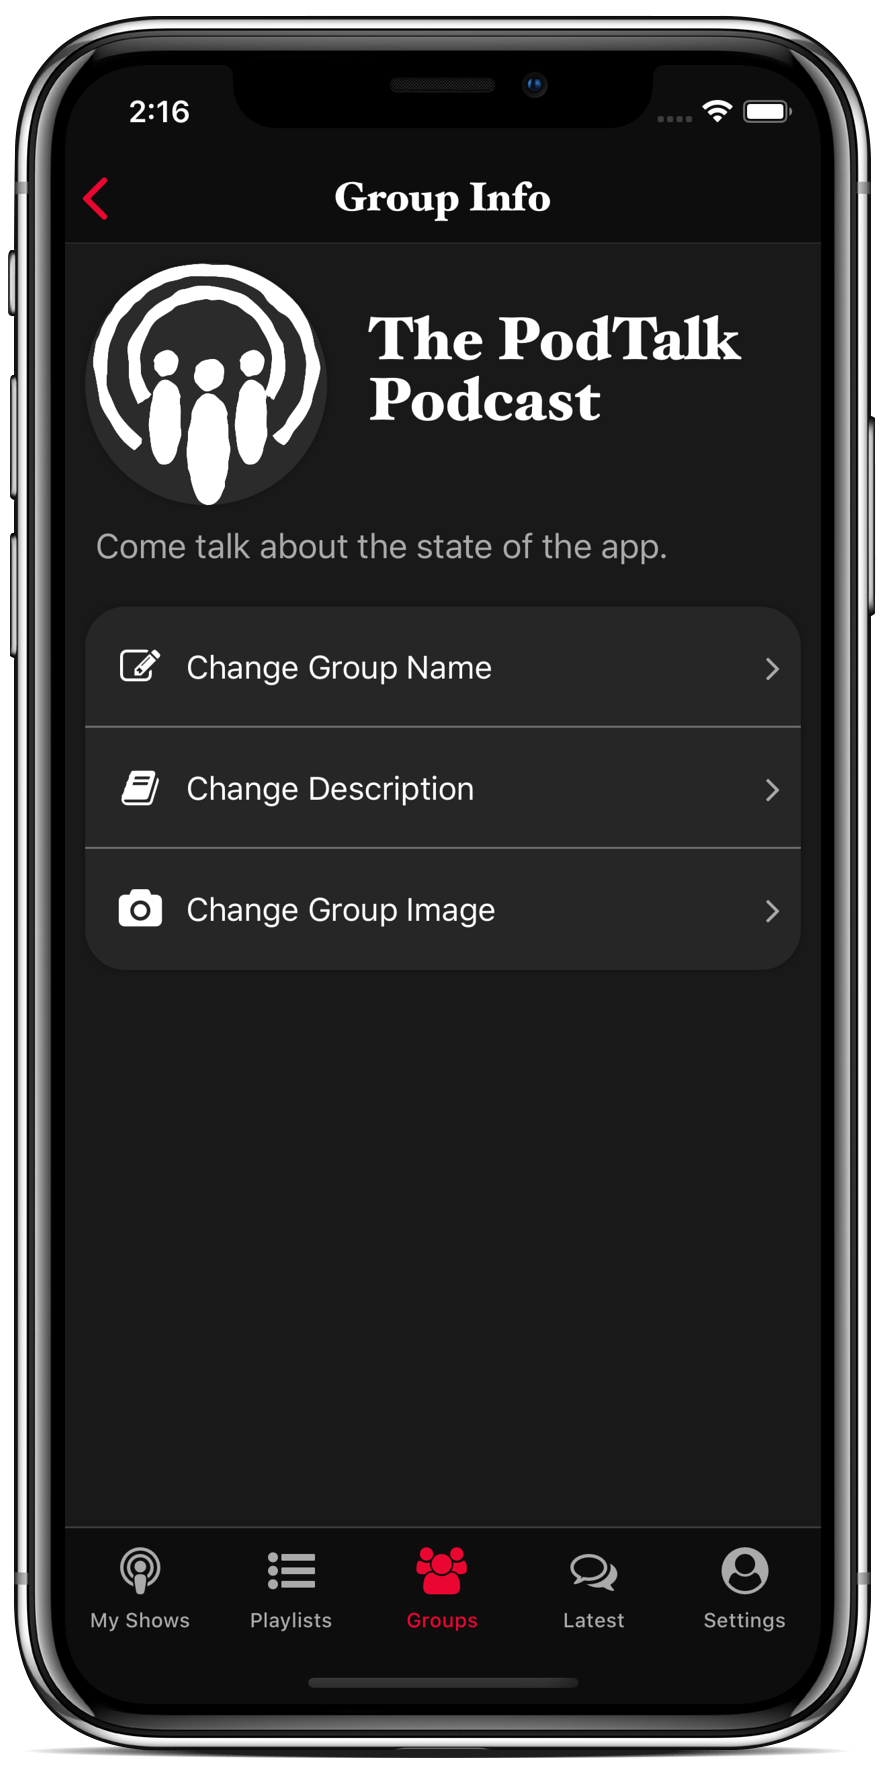 2:16
Group Info
The PodTalk
Podcast
Come talk about the state of the app.
Change Group Name
Change Description
Change Group Image
My Shows
Playlists
Groups
Latest
Settings